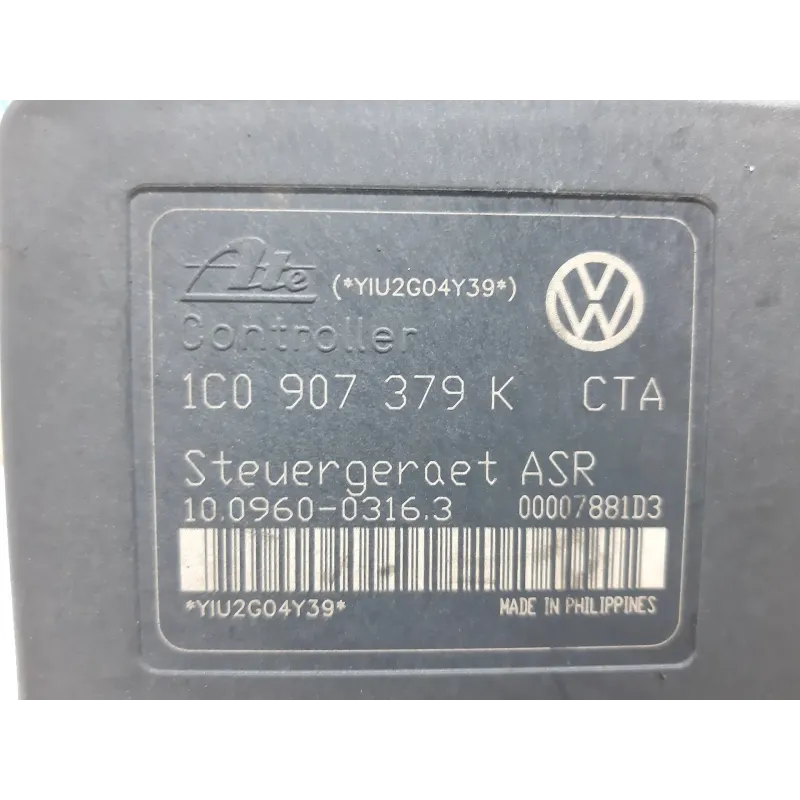 Ate (*YIU2G04Y39*)
Controller
1C0 907 379 K CTA
Steuergeraet ASR
10.0960-0316.3 00007881D3
*YIU2G04Y39* MADE IN PHILIPPINES